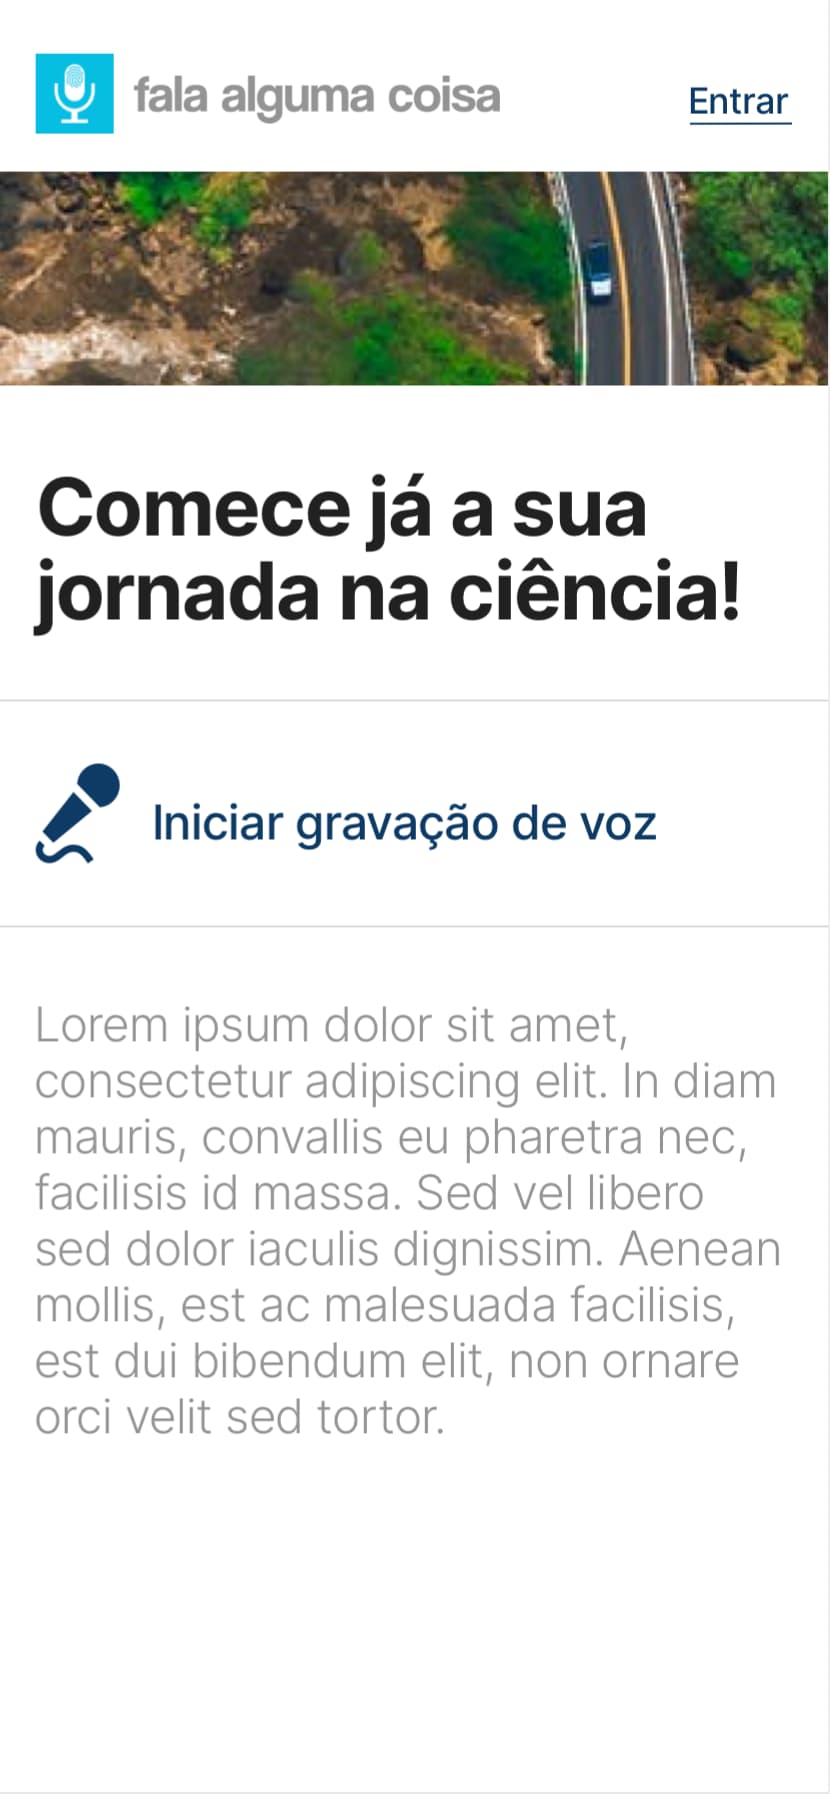 fala alguma coisa
Entrar
Comece já a sua
jornada na ciência!
Iniciar gravação de voz
Lorem ipsum dolor sit amet,
consectetur adipiscing elit. In diam
mauris, convallis eu pharetra nec,
facilisis id massa. Sed vel libero
sed dolor iaculis dignissim. Aenean
mollis, est ac malesuada facilisis,
est dui bibendum elit, non ornare
orci velit sed tortor.